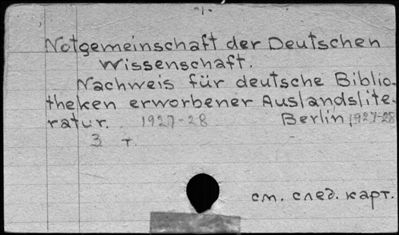 -1-
Notgemeinschaft der Deutschen
Wissenschaft.
Nachweis für deutsche Biblio-
theken erworbener Auslandslite-
ratur. 1927-28 Berlin, 1927-28
3 т.
см. след. карт.